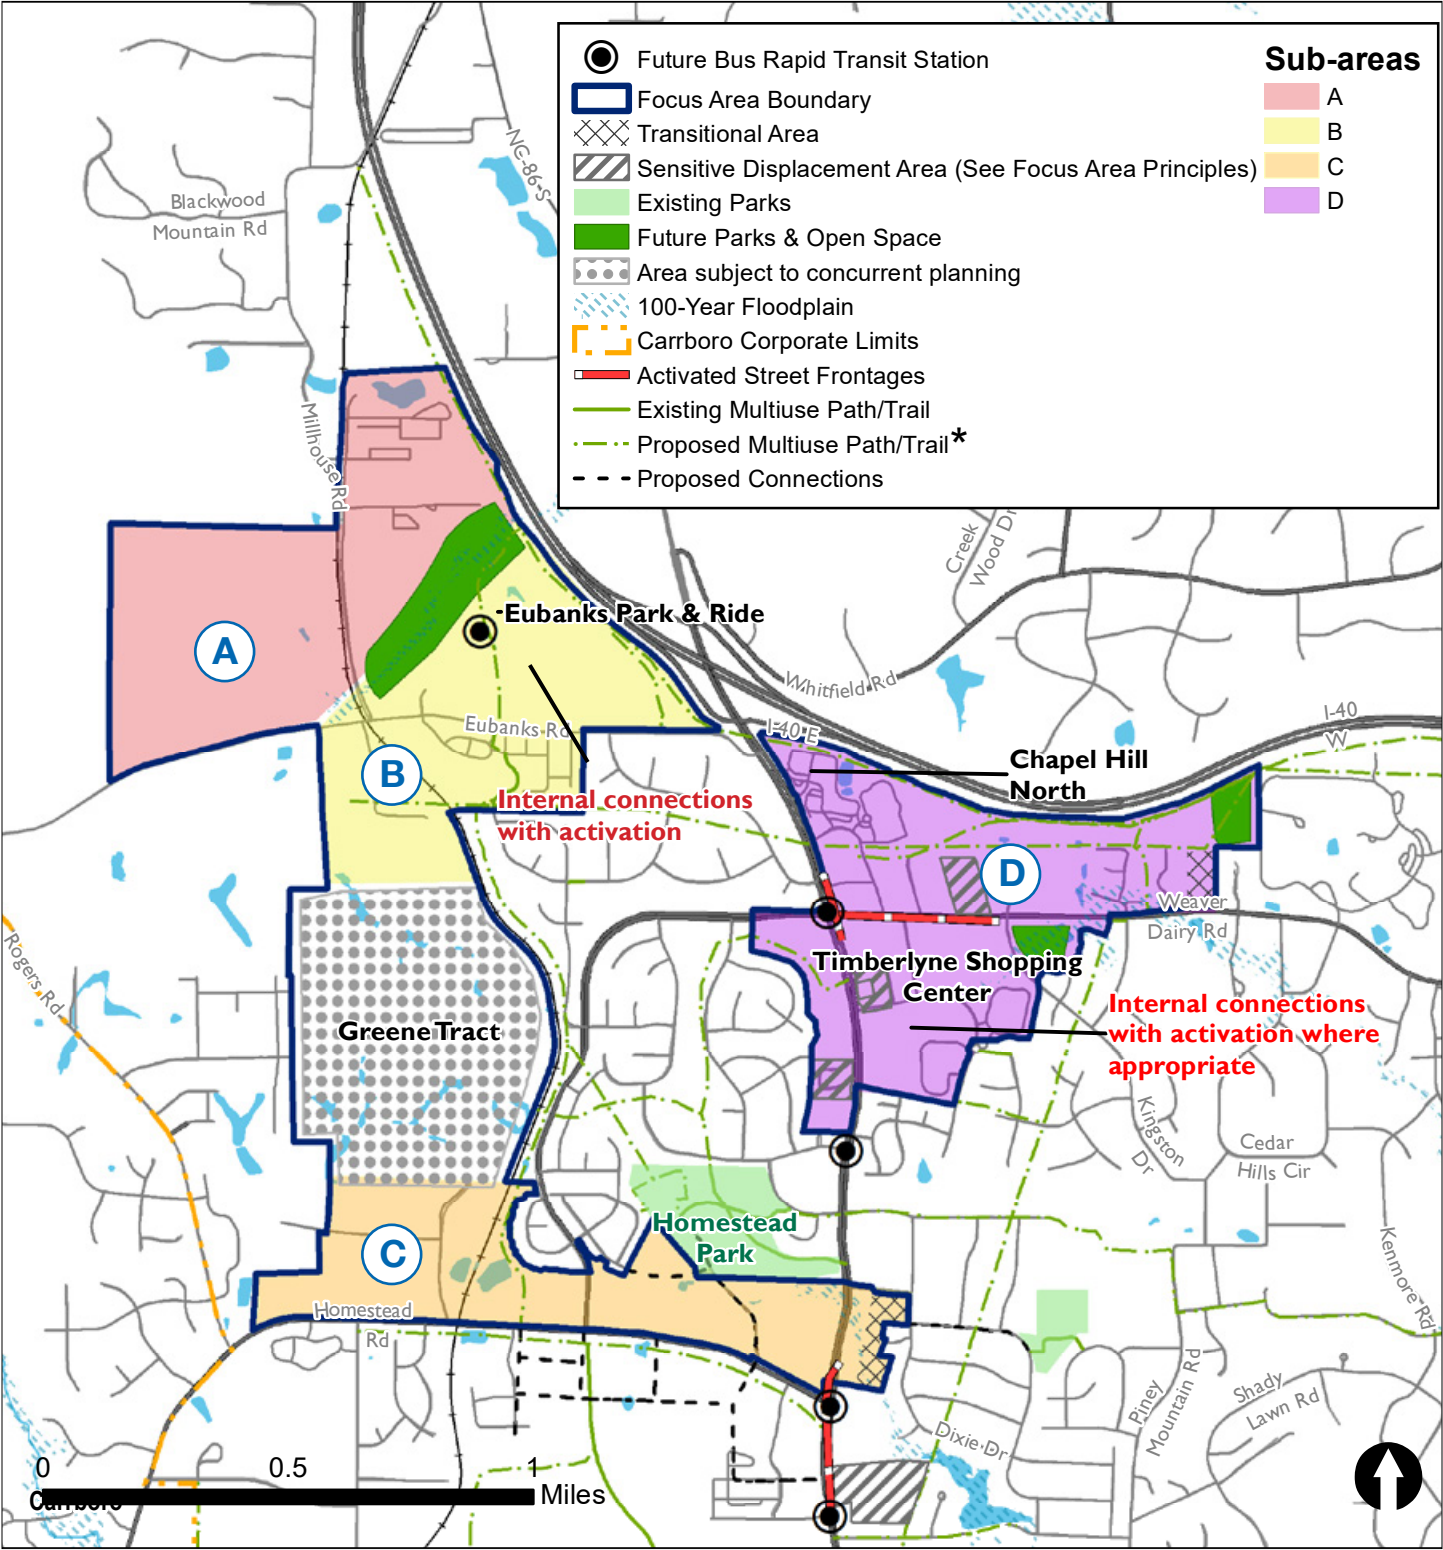 Future Bus Rapid Transit Station
Focus Area Boundary
Transitional Area
Sensitive Displacement Area (See Focus Area Principles)
Existing Parks
Future Parks & Open Space
Area subject to concurrent planning
100-Year Floodplain
Carrboro Corporate Limits
Activated Street Frontages
Existing Multiuse Path/Trail
Proposed Multiuse Path/Trail*
Proposed Connections
Sub-areas
A
B
C
D
NC-86-S
Blackwood
Mountain Rd
Millhouse Rd
Creek
Wood Dr
A
Eubanks Park & Ride
Whitfield Rd
I-40 E
I-40
W
Eubanks Rd
Chapel Hill
North
B
Internal connections
with activation
D
Weaver
Dairy Rd
Rogers Rd
Timberlyne Shopping
Center
Greene Tract
Internal connections
with activation where
appropriate
Kingston
Dr
Cedar
Hills Cir
Homestead
Park
C
Kenmore Rd
Homestead
Rd
Piney
Mountain Rd
Shady
Lawn Rd
Dixie Dr
0 0.5 1
Miles
Carrboro